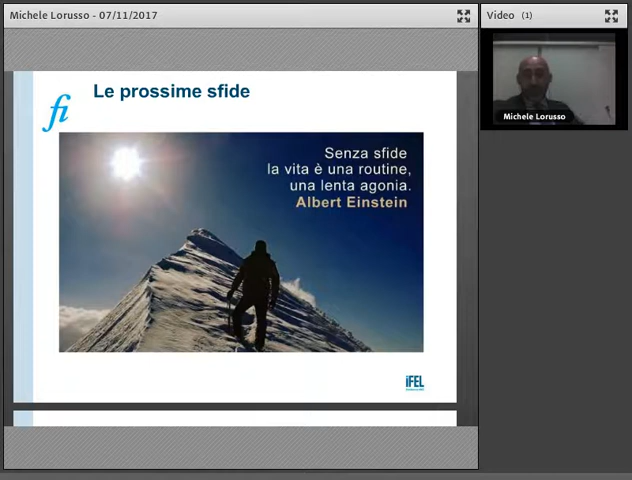 Michele Lorusso - 07/11/2017
Video (1)
Michele Lorusso
fi
Le prossime sfide
Senza sfide
la vita è una routine,
una lenta agonia.
Albert Einstein
iFEL